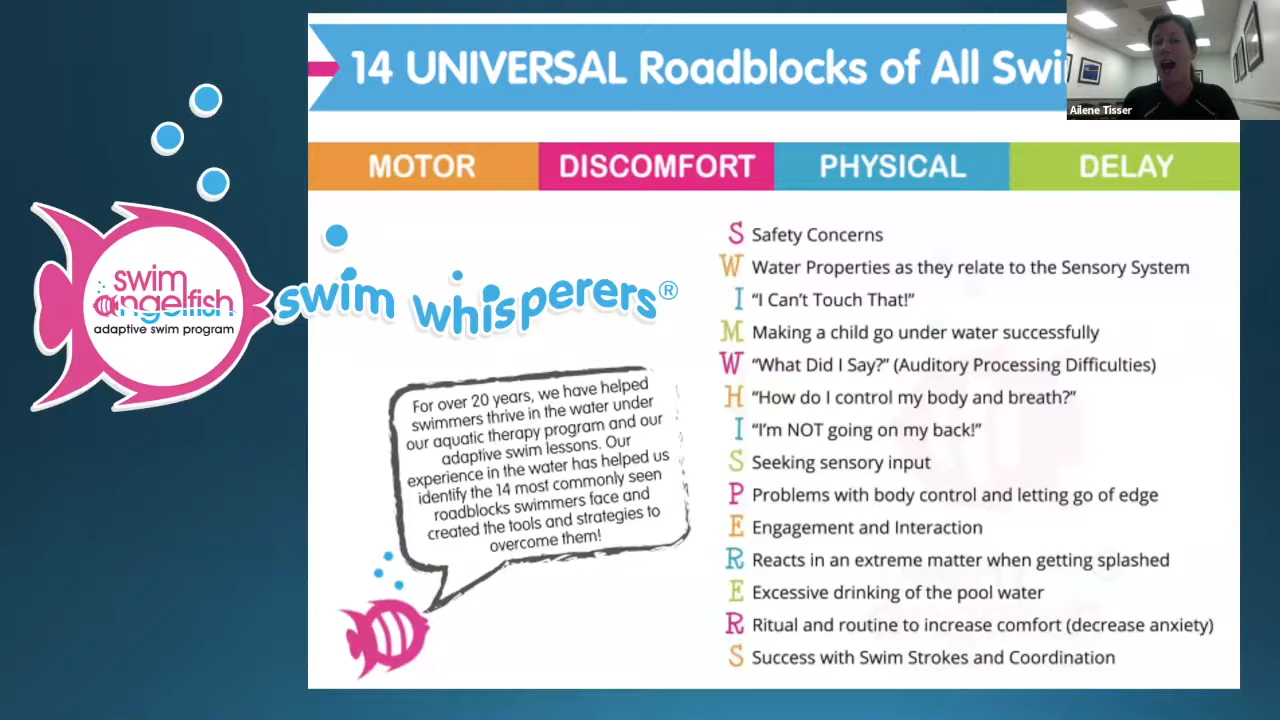 14 UNIVERSAL Roadblocks of All Swi
Ailene Tisser
MOTOR
DISCOMFORT
PHYSICAL
DELAY
swim
angelfish
adaptive swim program
swim whisperers®
For over 20 years, we have helped
swimmers thrive in the water under
our aquatic therapy program and our
adaptive swim lessons. Our
experience in the water has helped us
identify the 14 most commonly seen
roadblocks swimmers face and
created the tools and strategies to
overcome them!
S Safety Concerns
W Water Properties as they relate to the Sensory System
I “I Can’t Touch That!”
M Making a child go under water successfully
W “What Did I Say?” (Auditory Processing Difficulties)
H “How do I control my body and breath?”
I “I’m NOT going on my back!”
S Seeking sensory input
P Problems with body control and letting go of edge
E Engagement and Interaction
R Reacts in an extreme matter when getting splashed
E Excessive drinking of the pool water
R Ritual and routine to increase comfort (decrease anxiety)
S Success with Swim Strokes and Coordination